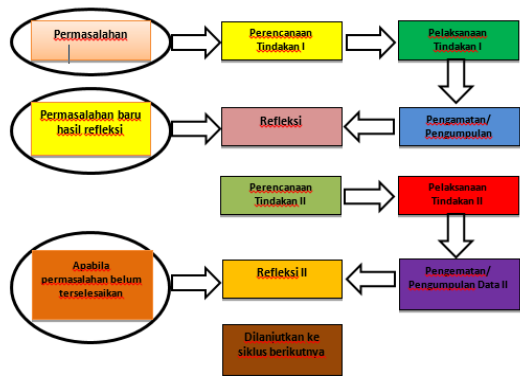 Permasalahan
Perencanaan
Tindakan I
Pelaksanaan
Tindakan I
Permasalahan baru
hasil refleksi
Refleksi
Pengamatan/
Pengumpulan
Perencanaan
Tindakan II
Pelaksanaan
Tindakan II
Apabila
permasalahan belum
terselesaikan
Refleksi II
Pengematan/
Pengumpulan Data II
Dilanjutkan ke
siklus berikutnya